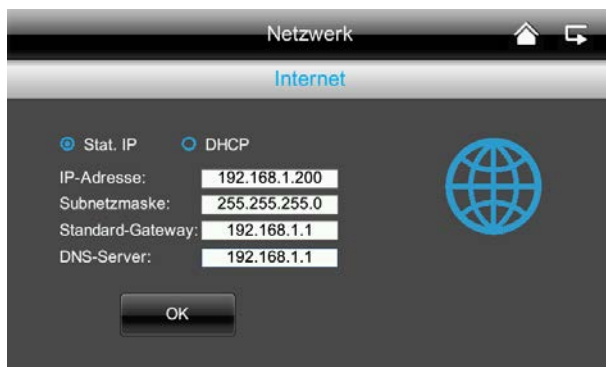 Netzwerk
Internet
Stat. IP DHCP
IP-Adresse: 192.168.1.200
Subnetzmaske: 255.255.255.0
Standard-Gateway: 192.168.1.1
DNS-Server: 192.168.1.1
OK